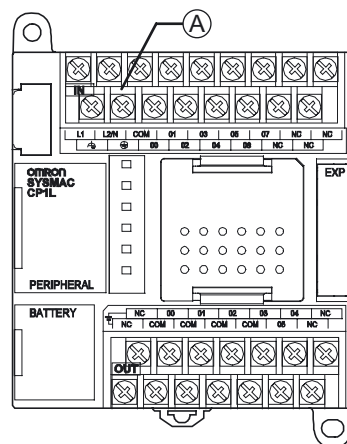 A
IN
L1 L2/N COM 01 03 05 07 NC NC
00 02 04 06 NC NC
OMRON
SYSMAC
CP1L
EXP
PERIPHERAL
BATTERY
NC 00 01 02 03 04 NC
NC COM COM COM COM 05 NC
OUT